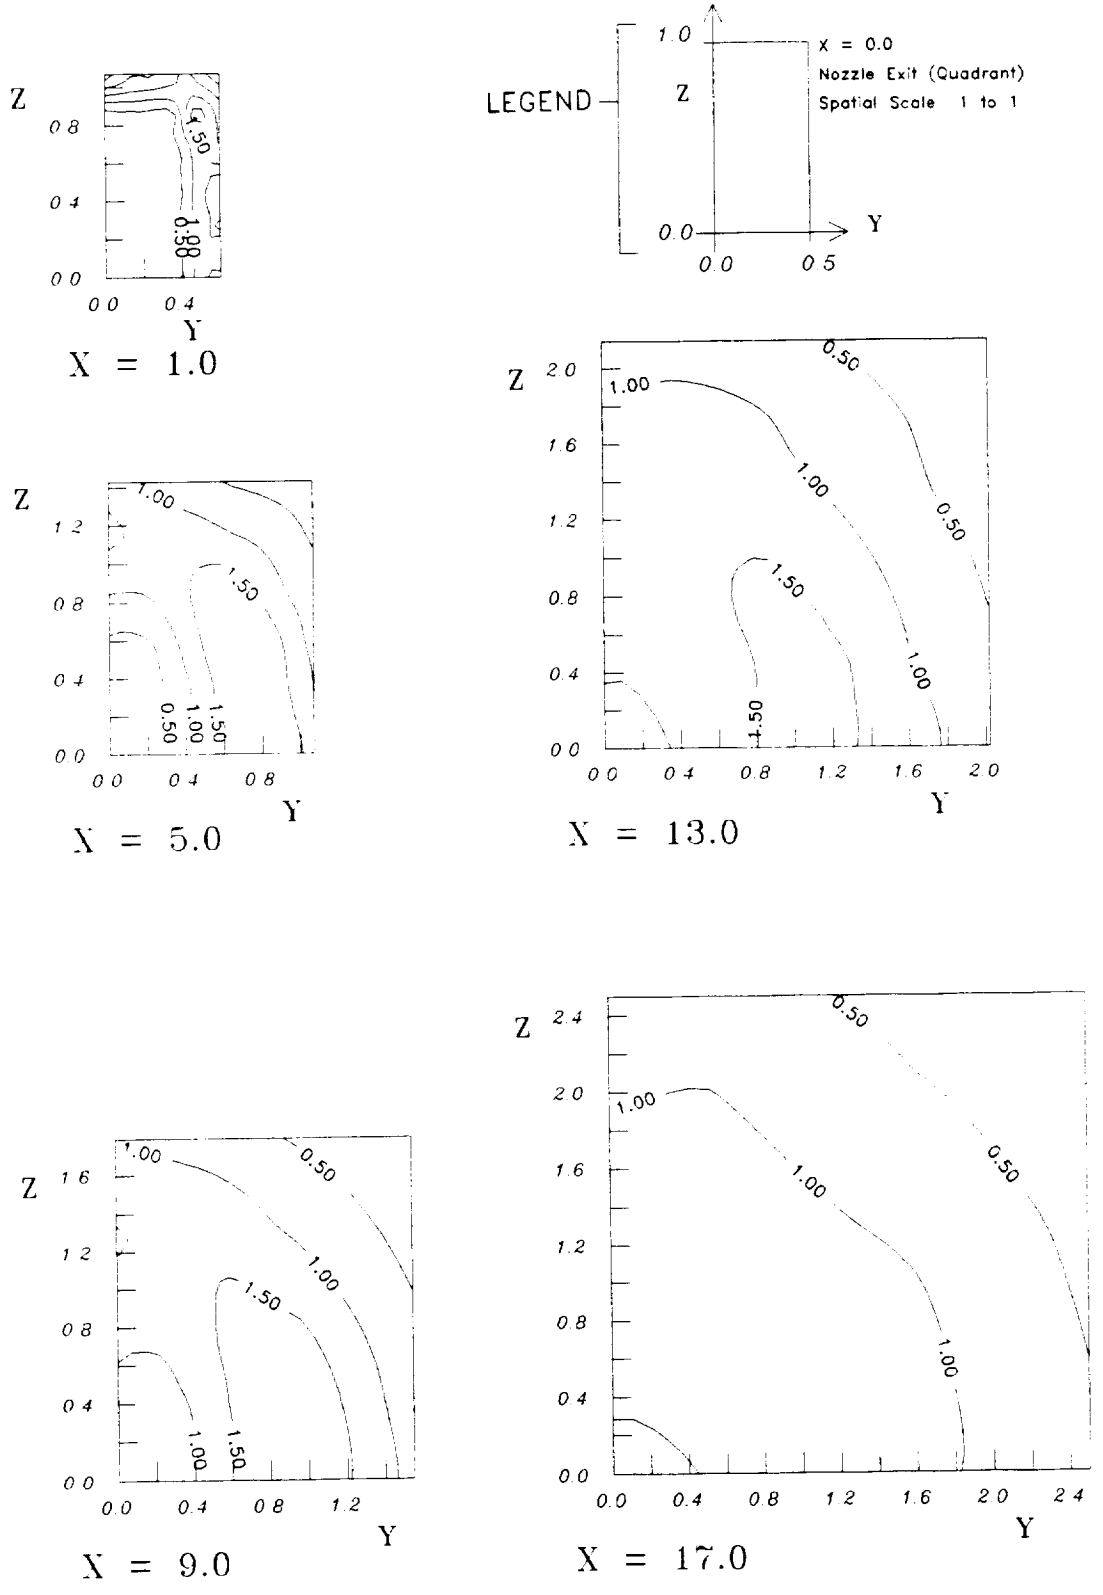 LEGEND
1.0
Z
0.0
0.0 0.5
Y
X = 0.0
Nozzle Exit (Quadrant)
Spatial Scale 1 to 1
Z
0 8
0 4
0 0
0 0 0.4
Y
1.50
0.50
1.00
X = 1.0
Z
1 2
0 8
0 4
0.0
0 0 0 4 0 8
Y
1.00
1.50
0.50
1.00
1.50
X = 5.0
Z
2.0
1.6
1.2
0.8
0.4
0 0
0 0 0 4 0.8 1.2 1.6 2.0
Y
0.50
1.00
1.00
0.50
1.50
1.00
1.50
X = 13.0
Z
1 6
1 2
0 8
0 4
0 0
0.0 0 4 0 8 1.2
Y
1.00
0.50
1.00
1.50
1.00
1.50
X = 9.0
Z
2.4
2.0
1.6
1.2
0.8
0.4
0.0
0.0 0.4 0.8 1.2 1.6 2.0 2 4
Y
0.50
1.00
0.50
1.00
1.00
X = 17.0